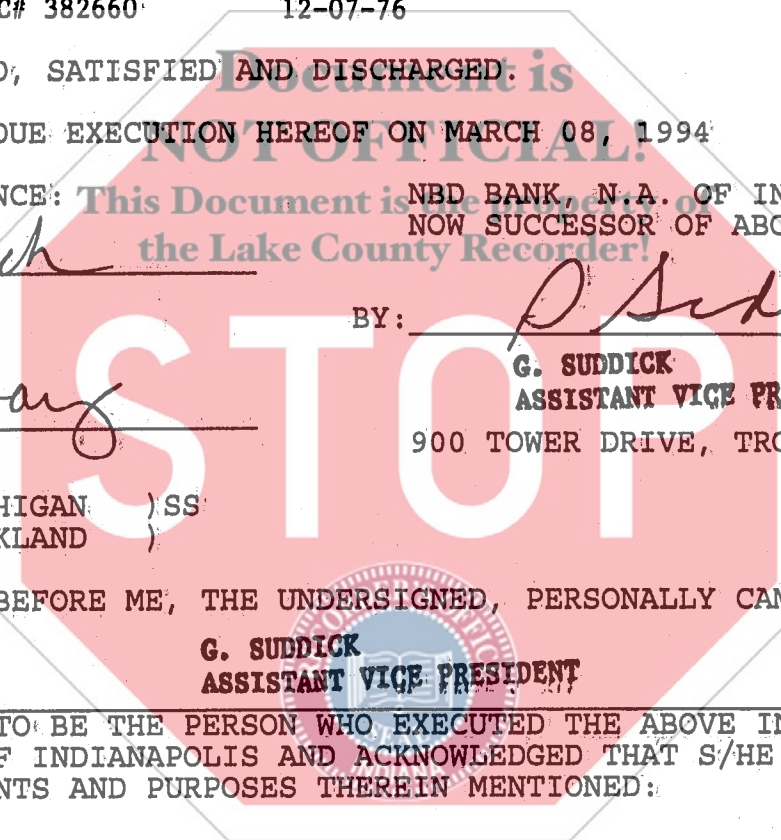 C# 382660 12-07-76
D, SATISFIED AND DISCHARGED.
Document is
DUE EXECUTION HEREOF ON MARCH 08, 1994
NOT OFFICIAL!
NCE: NBD BANK, N.A. OF IN
This Document is the property of
NOW SUCCESSOR OF ABO
the Lake County Recorder!
STOP
BY:
G. SUDDICK
ASSISTANT VICE PR
900 TOWER DRIVE, TRO
HIGAN )SS
KLAND )
BEFORE ME, THE UNDERSIGNED, PERSONALLY CAM
G. SUDDICK
ASSISTANT VICE PRESIDENT
TO BE THE PERSON WHO EXECUTED THE ABOVE IN
F INDIANAPOLIS AND ACKNOWLEDGED THAT S/HE
NTS AND PURPOSES THEREIN MENTIONED:
INDIANA